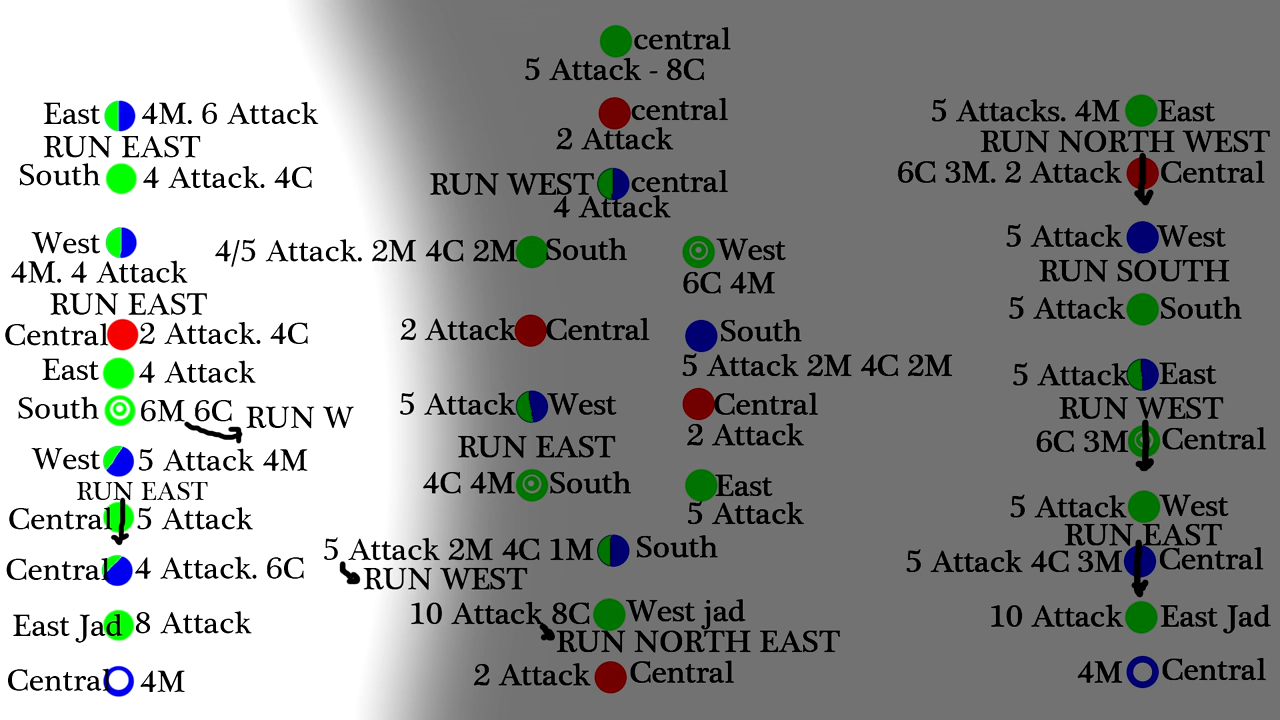 East 4M. 6 Attack
RUN EAST
South 4 Attack. 4C
West
4M. 4 Attack
RUN EAST
Central 2 Attack. 4C
East 4 Attack
South 6M 6C RUN W
West 5 Attack 4M
RUN EAST
Central 5 Attack
Central 4 Attack. 6C
East Jad 8 Attack
Central 4M
central
5 Attack - 8C
central
2 Attack
RUN WEST central
4 Attack
4/5 Attack. 2M 4C 2M South
2 Attack Central
5 Attack West
RUN EAST
4C 4M South
West
6C 4M
South
5 Attack 2M 4C 2M
Central
2 Attack
East
5 Attack
5 Attack 2M 4C 1M South
RUN WEST
10 Attack 8C West jad
RUN NORTH EAST
2 Attack Central
5 Attacks. 4M East
RUN NORTH WEST
6C 3M. 2 Attack Central
5 Attack West
RUN SOUTH
5 Attack South
5 Attack East
RUN WEST
6C 3M Central
5 Attack West
RUN EAST
5 Attack 4C 3M Central
10 Attack East Jad
4M Central